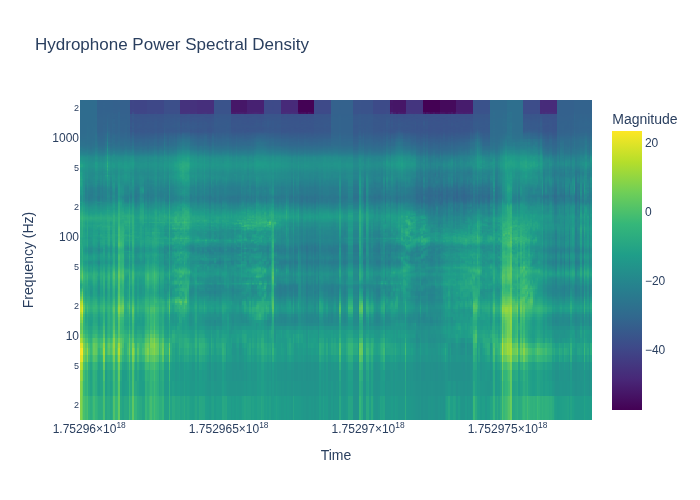 Hydrophone Power Spectral Density
Magnitude
20
0
−20
−40
2
1000
5
2
100
5
2
10
5
2
Frequency (Hz)
1.75296×10¹⁸ 1.752965×10¹⁸ 1.75297×10¹⁸ 1.752975×10¹⁸
Time